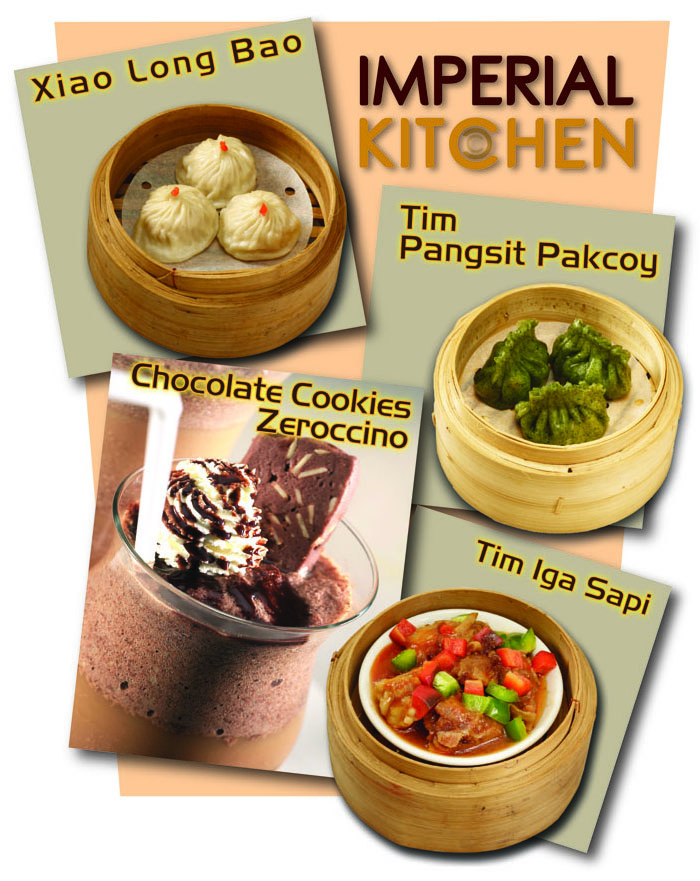 Xiao Long Bao
IMPERIAL
KITCHEN
Tim
Pangsit Pakcoy
Chocolate Cookies
Zeroccino
Tim Iga Sapi